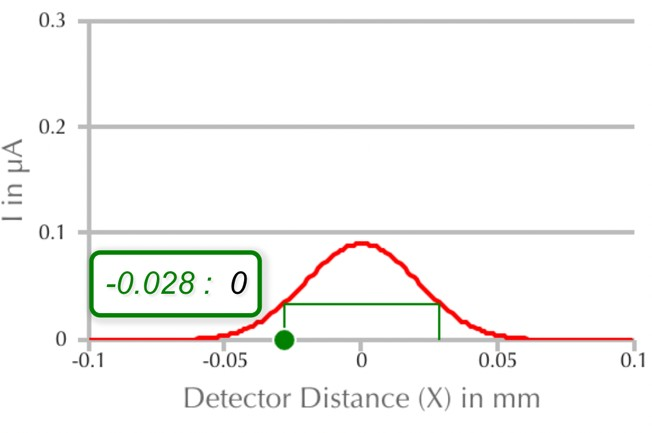 0.3
0.2
I in µA
0.1
-0.028 : 0
0
-0.1 -0.05 0 0.05 0.1
Detector Distance (X) in mm